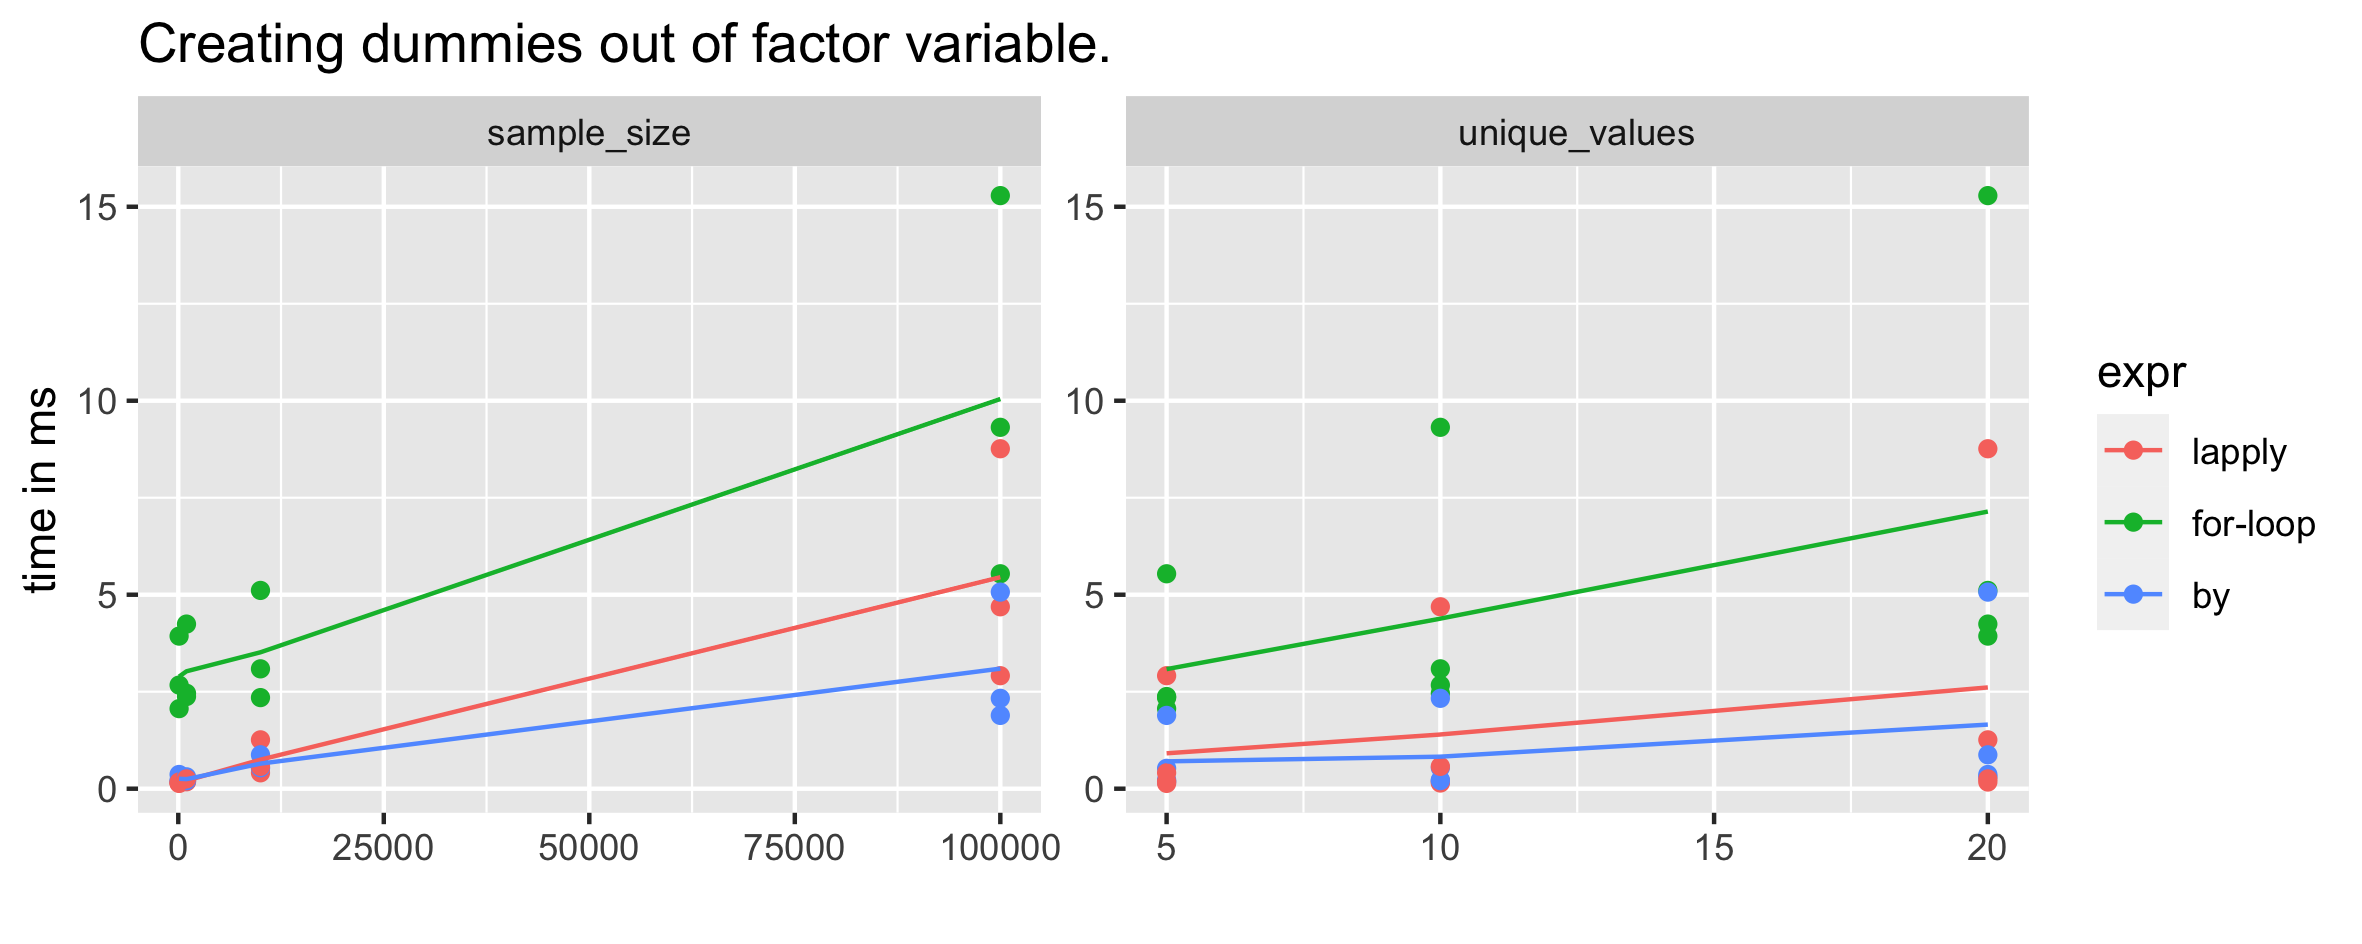 Creating dummies out of factor variable.
sample_size
unique_values
time in ms
15
10
5
0
0
25000
50000
75000
100000
15
10
5
0
5
10
15
20
expr
lapply
for-loop
by